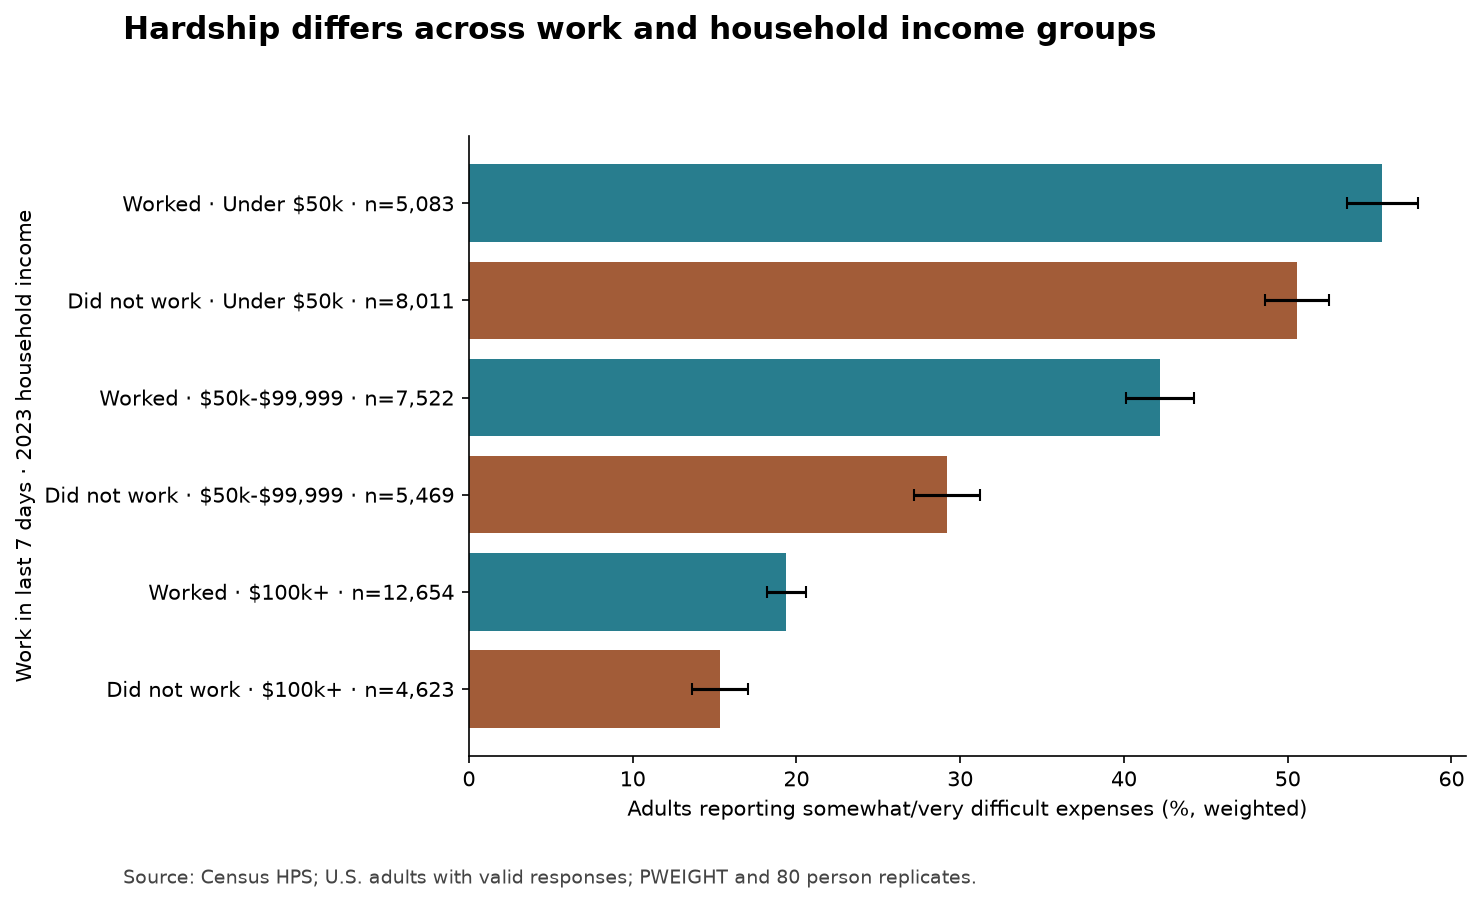 Hardship differs across work and household income groups
Work in last 7 days · 2023 household income
Worked · Under $50k · n=5,083
Did not work · Under $50k · n=8,011
Worked · $50k-$99,999 · n=7,522
Did not work · $50k-$99,999 · n=5,469
Worked · $100k+ · n=12,654
Did not work · $100k+ · n=4,623
0 10 20 30 40 50 60
Adults reporting somewhat/very difficult expenses (%, weighted)
Source: Census HPS; U.S. adults with valid responses; PWEIGHT and 80 person replicates.